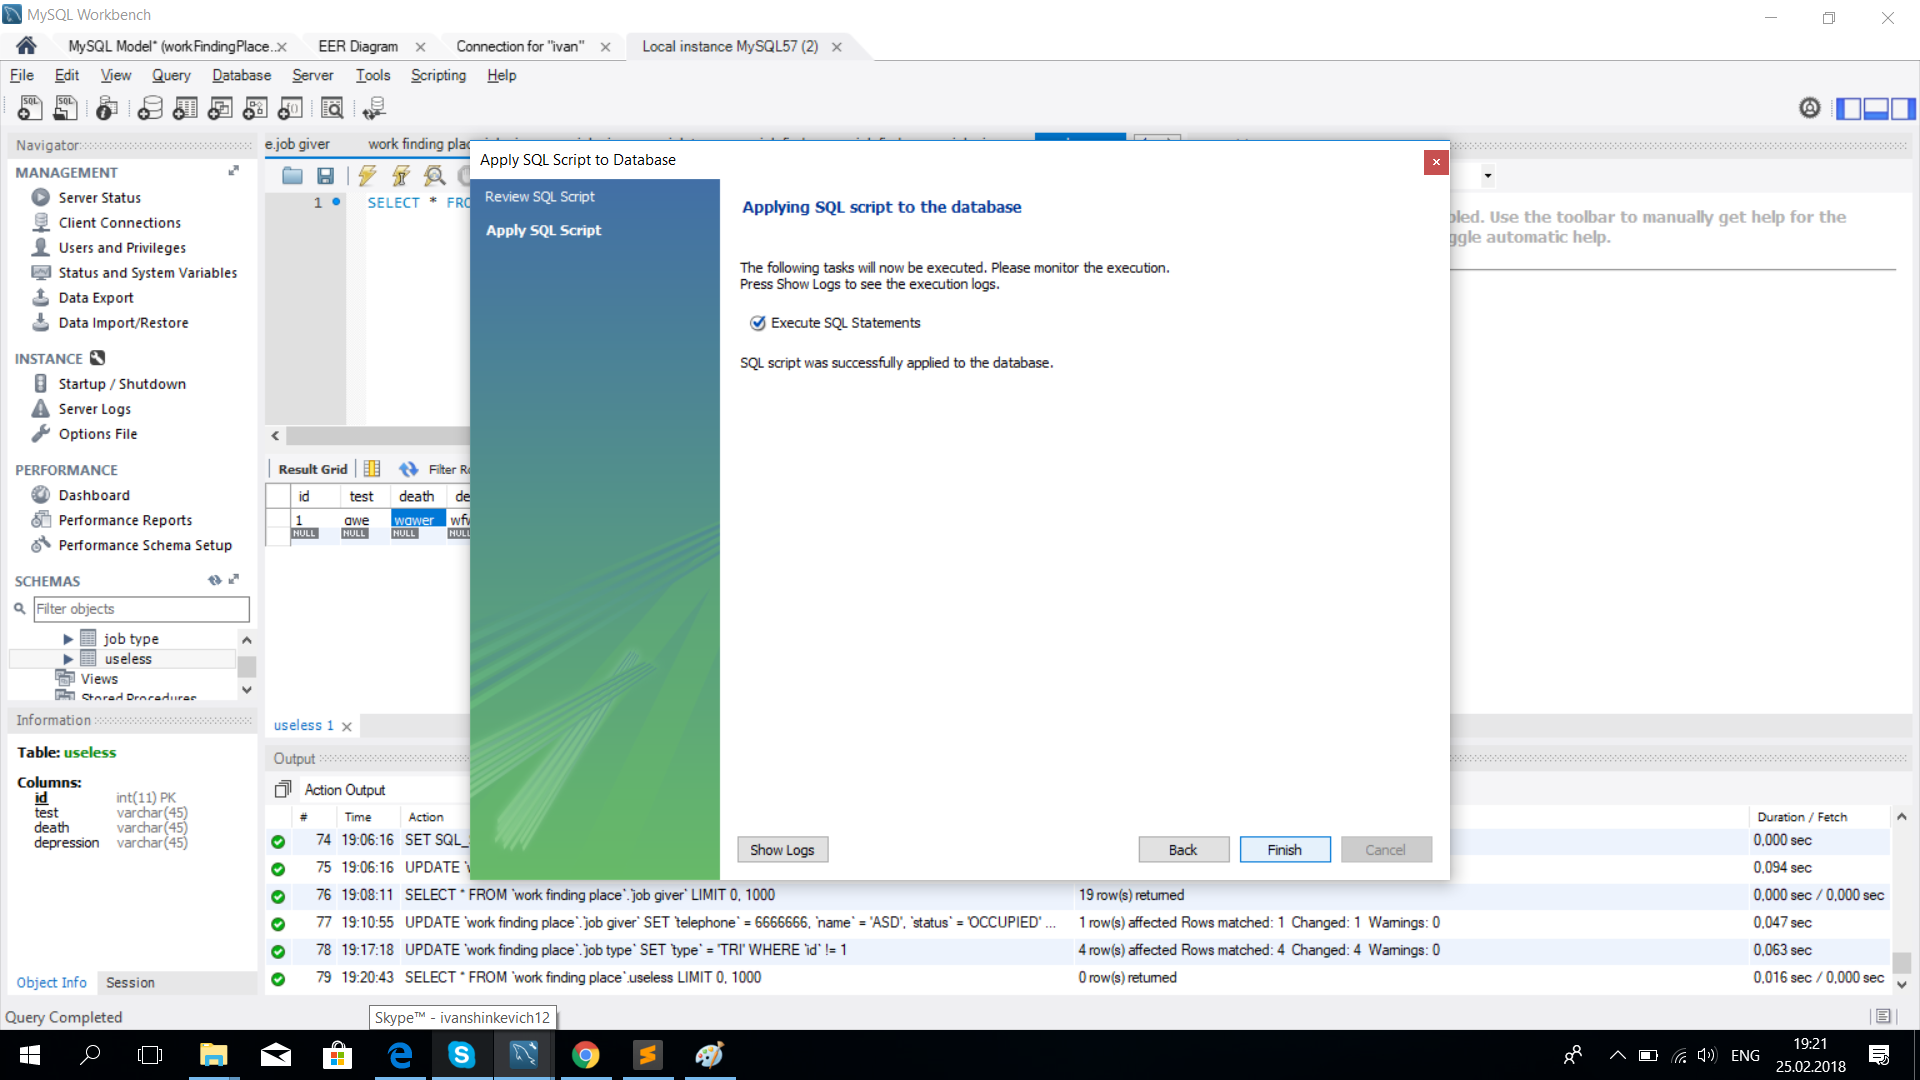 MySQL Workbench
MySQL Model* (workFindingPlace...
EER Diagram
Connection for "ivan"
Local instance MySQL57 (2)
File Edit View Query Database Server Tools Scripting Help
Navigator
MANAGEMENT
Server Status
Client Connections
Users and Privileges
Status and System Variables
Data Export
Data Import/Restore
INSTANCE
Startup / Shutdown
Server Logs
Options File
PERFORMANCE
Dashboard
Performance Reports
Performance Schema Setup
SCHEMAS
Filter objects
job type
useless
Views
Stored Procedures
Information
Table: useless
Columns:
id int(11) PK
test varchar(45)
death varchar(45)
depression varchar(45)
Object Info Session
Query Completed
e.job giver work finding plac
1 SELECT * FRO
Result Grid Filter Ro
id test death de
1 qwe wqwer wfw
NULL NULL NULL NULL
useless 1
Apply SQL Script to Database
Review SQL Script
Apply SQL Script
Applying SQL script to the database
The following tasks will now be executed. Please monitor the execution.
Press Show Logs to see the execution logs.
Execute SQL Statements
SQL script was successfully applied to the database.
Show Logs Back Finish Cancel
bled. Use the toolbar to manually get help for the
ggle automatic help.
Output
Action Output
# Time Action Duration / Fetch
74 19:06:16 SET SQL_ 0,000 sec
75 19:06:16 UPDATE `w 0,094 sec
76 19:08:11 SELECT * FROM `work finding place`.`job giver` LIMIT 0, 1000 19 row(s) returned 0,000 sec / 0,000 sec
77 19:10:55 UPDATE `work finding place`.`job giver` SET `telephone` = 6666666, `name` = 'ASD', `status` = 'OCCUPIED' ... 1 row(s) affected Rows matched: 1 Changed: 1 Warnings: 0 0,047 sec
78 19:17:18 UPDATE `work finding place`.`job type` SET `type` = 'TRI' WHERE `id` != 1 4 row(s) affected Rows matched: 4 Changed: 4 Warnings: 0 0,063 sec
79 19:20:43 SELECT * FROM `work finding place`.useless LIMIT 0, 1000 0 row(s) returned 0,016 sec / 0,000 sec
Skype™ - ivanshinkevich12
ENG
19:21
25.02.2018